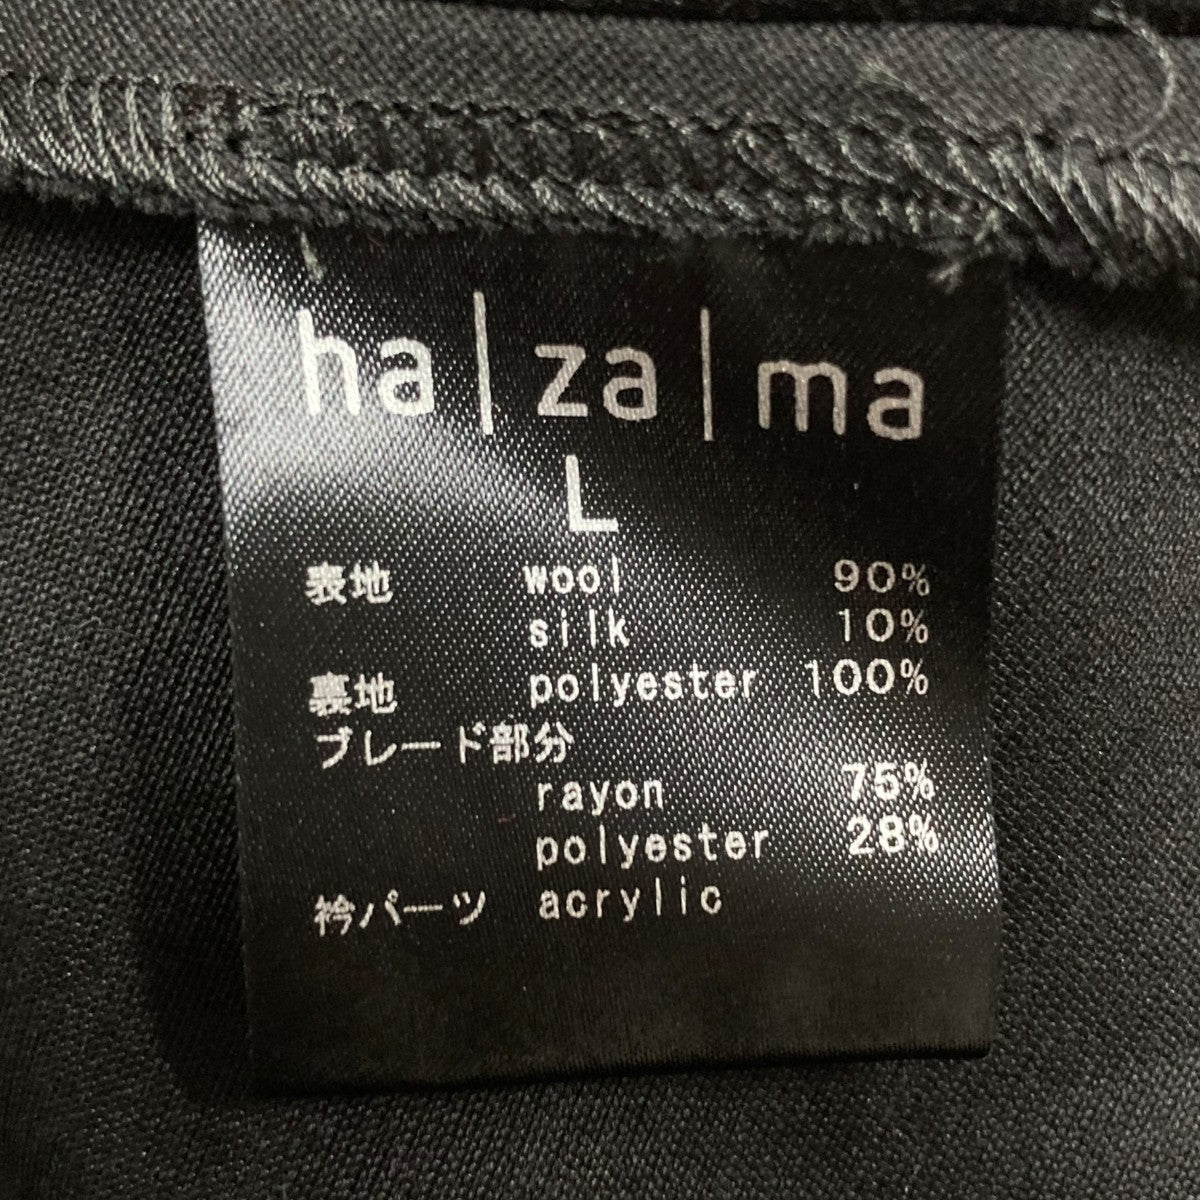 ha|za|ma
L
表地 wool 90%
silk 10%
裏地 polyester 100%
ブレード部分
rayon 75%
polyester 28%
衿パーツ acrylic